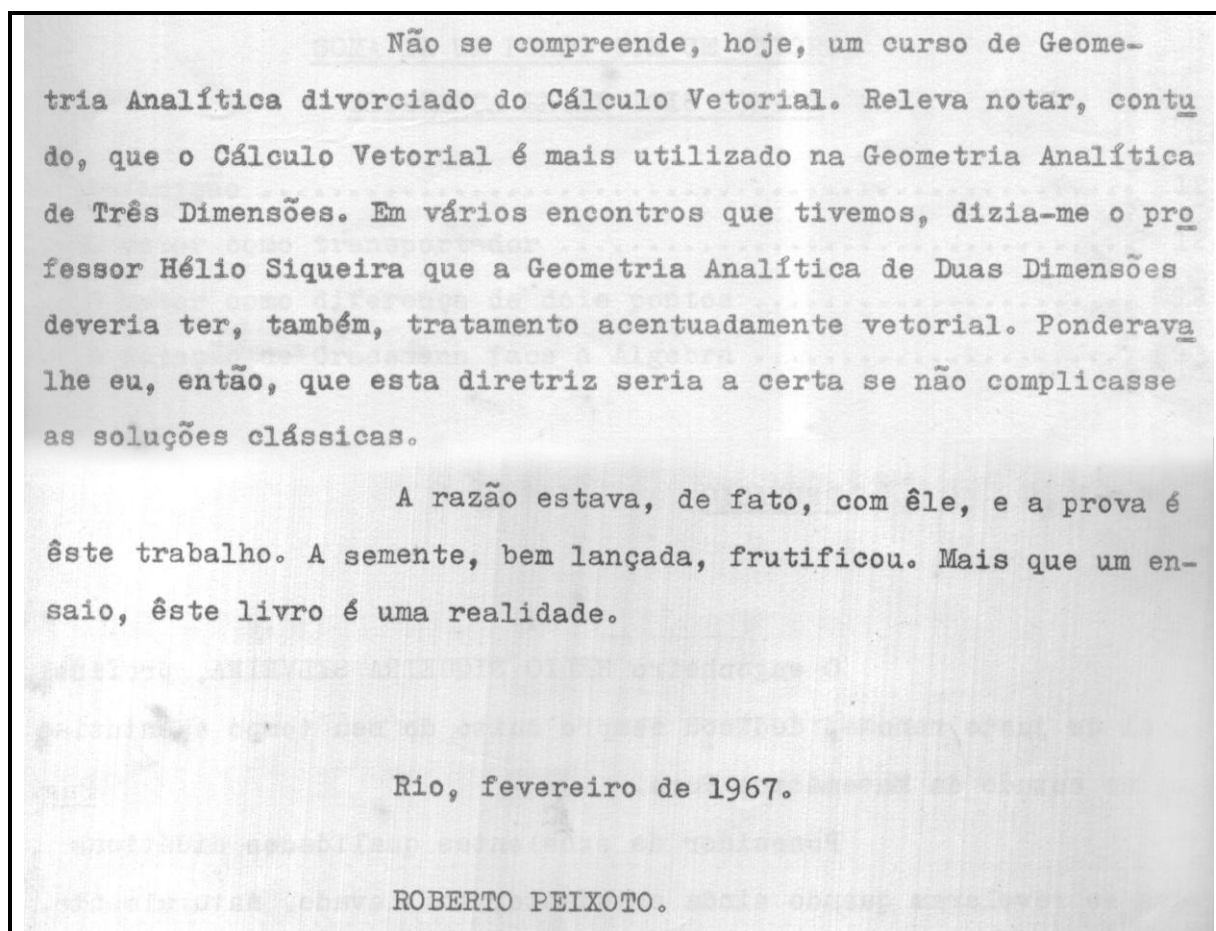 Não se compreende, hoje, um curso de Geome-
tria Analítica divorciado do Cálculo Vetorial. Releva notar, contu
do, que o Cálculo Vetorial é mais utilizado na Geometria Analítica
de Três Dimensões. Em vários encontros que tivemos, dizia-me o pro
fessor Hélio Siqueira que a Geometria Analítica de Duas Dimensões
deveria ter, também, tratamento acentuadamente vetorial. Ponderava
lhe eu, então, que esta diretriz seria a certa se não complicasse
as soluções clássicas.
A razão estava, de fato, com êle, e a prova é
êste trabalho. A semente, bem lançada, frutificou. Mais que um en-
saio, êste livro é uma realidade.
Rio, fevereiro de 1967.
ROBERTO PEIXOTO.